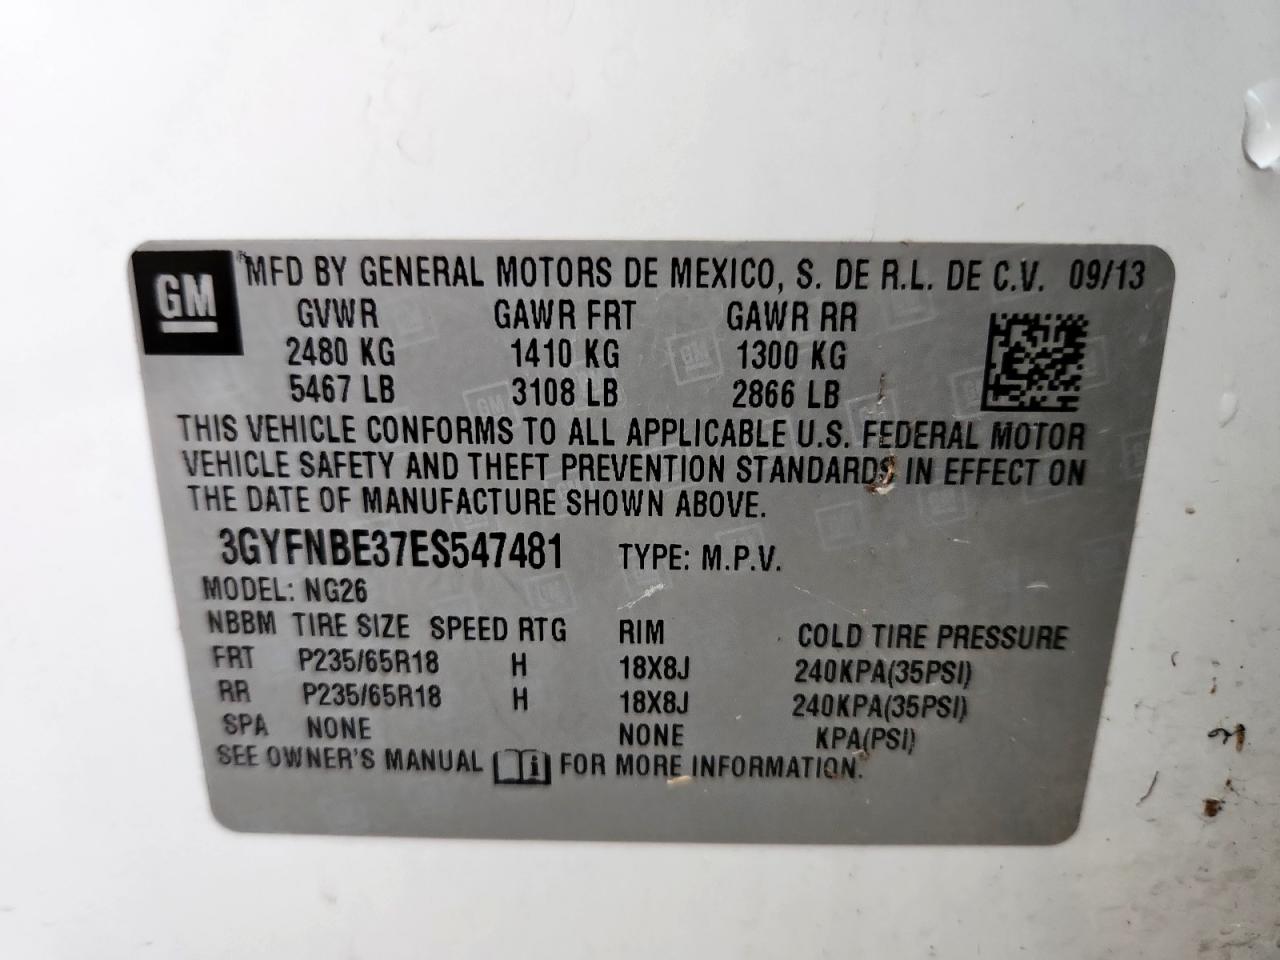 GM MFD BY GENERAL MOTORS DE MEXICO, S. DE R.L. DE C.V. 09/13
GVWR GAWR FRT GAWR RR
2480 KG 1410 KG 1300 KG
5467 LB 3108 LB 2866 LB
THIS VEHICLE CONFORMS TO ALL APPLICABLE U.S. FEDERAL MOTOR
VEHICLE SAFETY AND THEFT PREVENTION STANDARDS IN EFFECT ON
THE DATE OF MANUFACTURE SHOWN ABOVE.
3GYFNBE37ES547481 TYPE: M.P.V.
MODEL: NG26
NBBM TIRE SIZE SPEED RTG RIM COLD TIRE PRESSURE
FRT P235/65R18 H 18X8J 240KPA(35PSI)
RR P235/65R18 H 18X8J 240KPA(35PSI)
SPA NONE NONE KPA(PSI)
SEE OWNER'S MANUAL i FOR MORE INFORMATION.